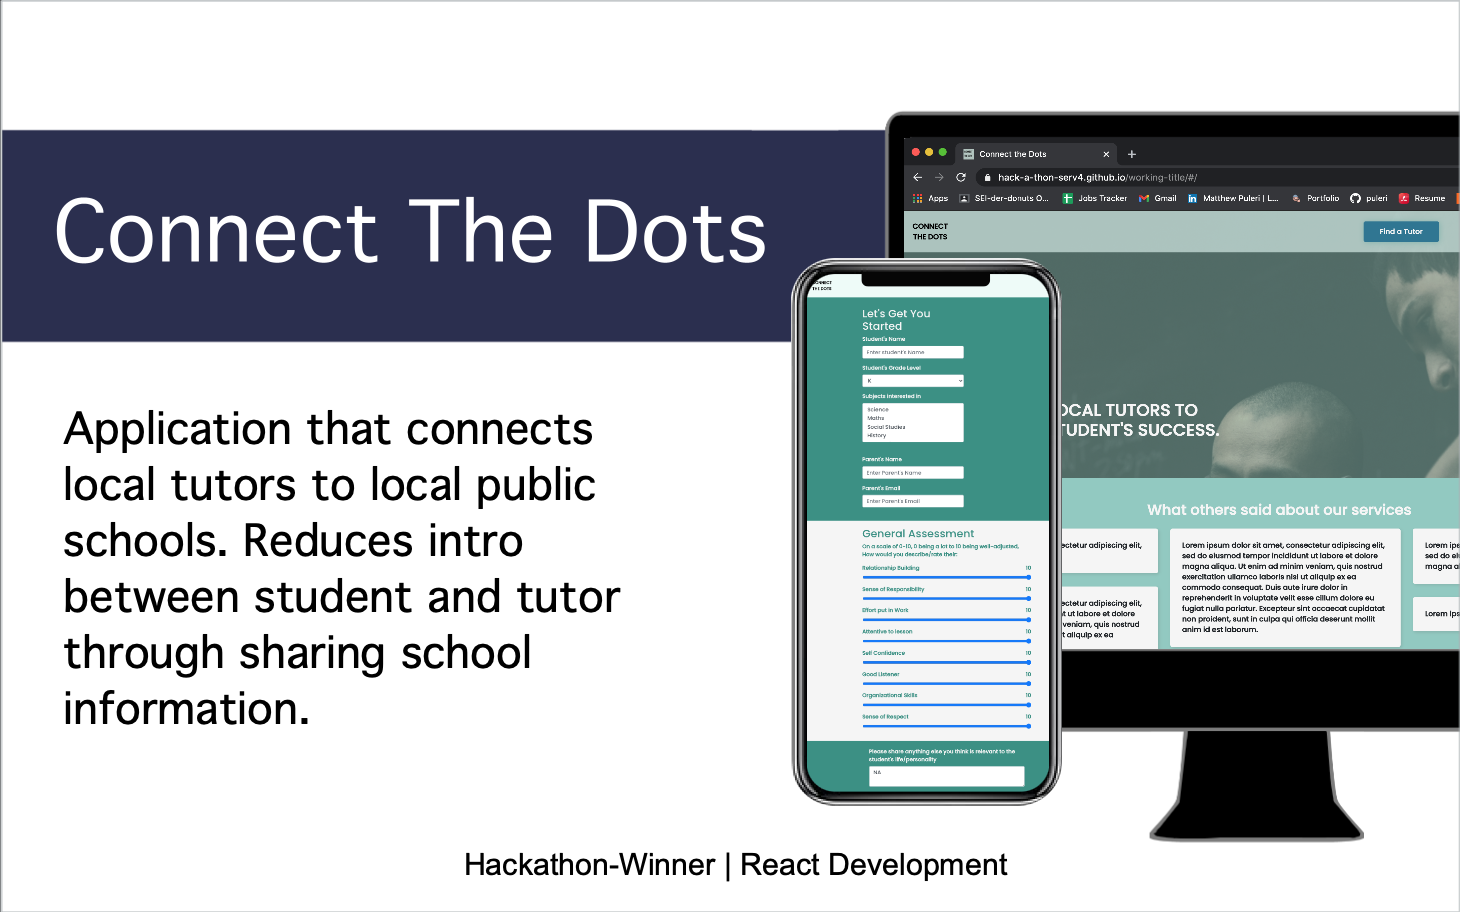 Connect The Dots
Application that connects
local tutors to local public
schools. Reduces intro
between student and tutor
through sharing school
information.
Connect the Dots
hack-a-thon-serv4.github.io/working-title/#/
Apps
SEI-der-donuts O...
Jobs Tracker
Gmail
Matthew Puleri | L...
Portfolio
puleri
Resume
CONNECT
THE DOTS
Find a Tutor
OCAL TUTORS TO
TUDENT'S SUCCESS.
What others said about our services
ectetur adipiscing elit,
ectetur adipiscing elit,
t ut labore et dolore
veniam, quis nostrud
t aliquip ex ea
Lorem ipsum dolor sit amet, consectetur adipiscing elit,
sed do eiusmod tempor incididunt ut labore et dolore
magna aliqua. Ut enim ad minim veniam, quis nostrud
exercitation ullamco laboris nisi ut aliquip ex ea
commodo consequat. Duis aute irure dolor in
reprehenderit in voluptate velit esse cillum dolore eu
fugiat nulla pariatur. Excepteur sint occaecat cupidatat
non proident, sunt in culpa qui officia deserunt mollit
anim id est laborum.
Lorem ips
sed do ei
magna a
Lorem ips
CONNECT
THE DOTS
Let's Get You
Started
Student's Name
Enter student's Name
Student's Grade Level
K
Subjects Interested In
Science
Maths
Social Studies
History
Parent's Name
Enter Parent's Name
Parent's Email
Enter Parent's Email
General Assessment
On a scale of 0-10, 0 being a lot to 10 being well-adjusted,
How would you describe/rate their:
Relationship Building 10
Sense of Responsibility 10
Effort put in Work 10
Attentive to lesson 10
Self Confidence 10
Good Listener 10
Organizational Skills 10
Sense of Respect 10
Please share anything else you think is relevant to the
student's life/personality
NA
Hackathon-Winner | React Development